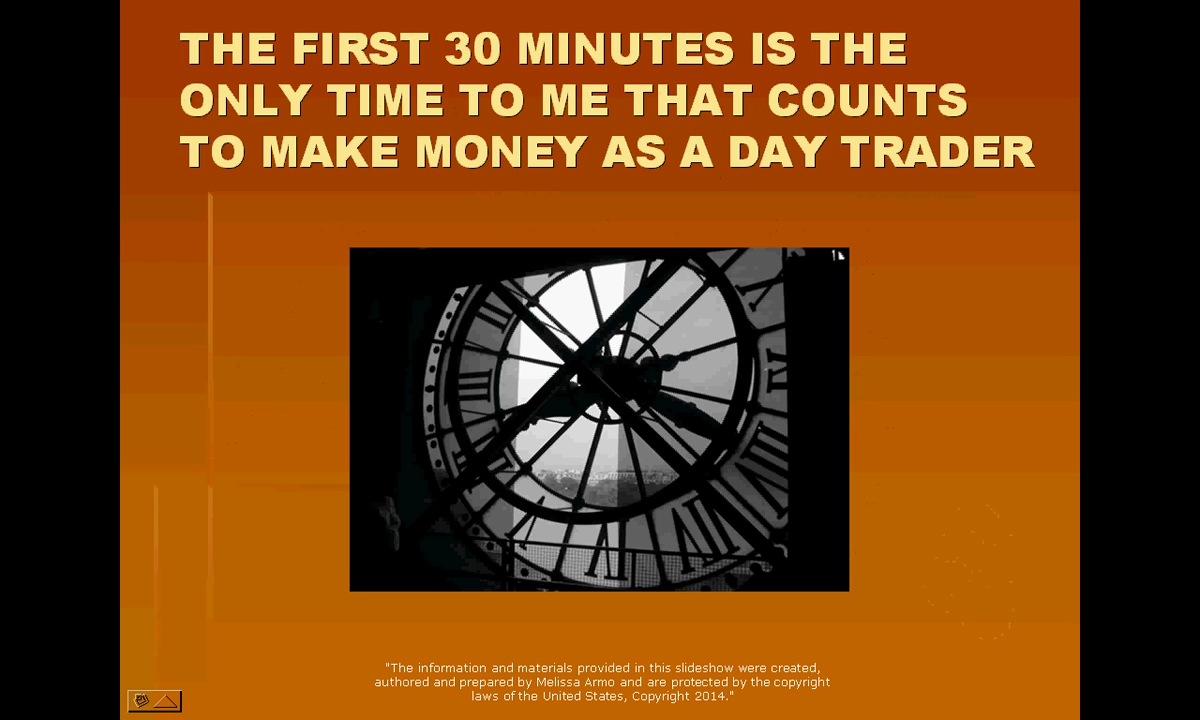 THE FIRST 30 MINUTES IS THE
ONLY TIME TO ME THAT COUNTS
TO MAKE MONEY AS A DAY TRADER
"The information and materials provided in this slideshow were created,
authored and prepared by Melissa Armo and are protected by the copyright
laws of the United States, Copyright 2014."